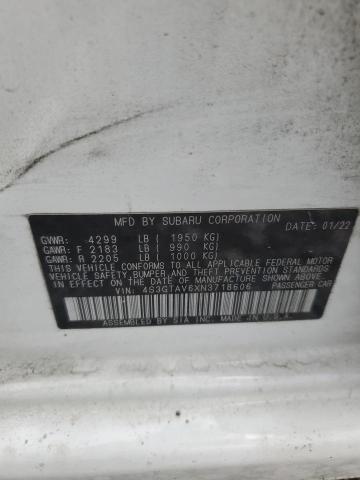 MFD BY SUBARU CORPORATION DATE: 01/22
GVWR: 4299 LB ( 1950 KG)
GAWR: F 2183 LB ( 990 KG)
GAWR: R 2205 LB ( 1000 KG)
THIS VEHICLE CONFORMS TO ALL APPLICABLE FEDERAL MOTOR
VEHICLE SAFETY, BUMPER AND THEFT PREVENTION STANDARDS
IN EFFECT ON THE DATE OF MANUFACTURE SHOWN ABOVE.
VIN: 4S3GTAV6XN3718606 PASSENGER CAR
ASSEMBLED BY SIA INC. MADE IN U.S.A.